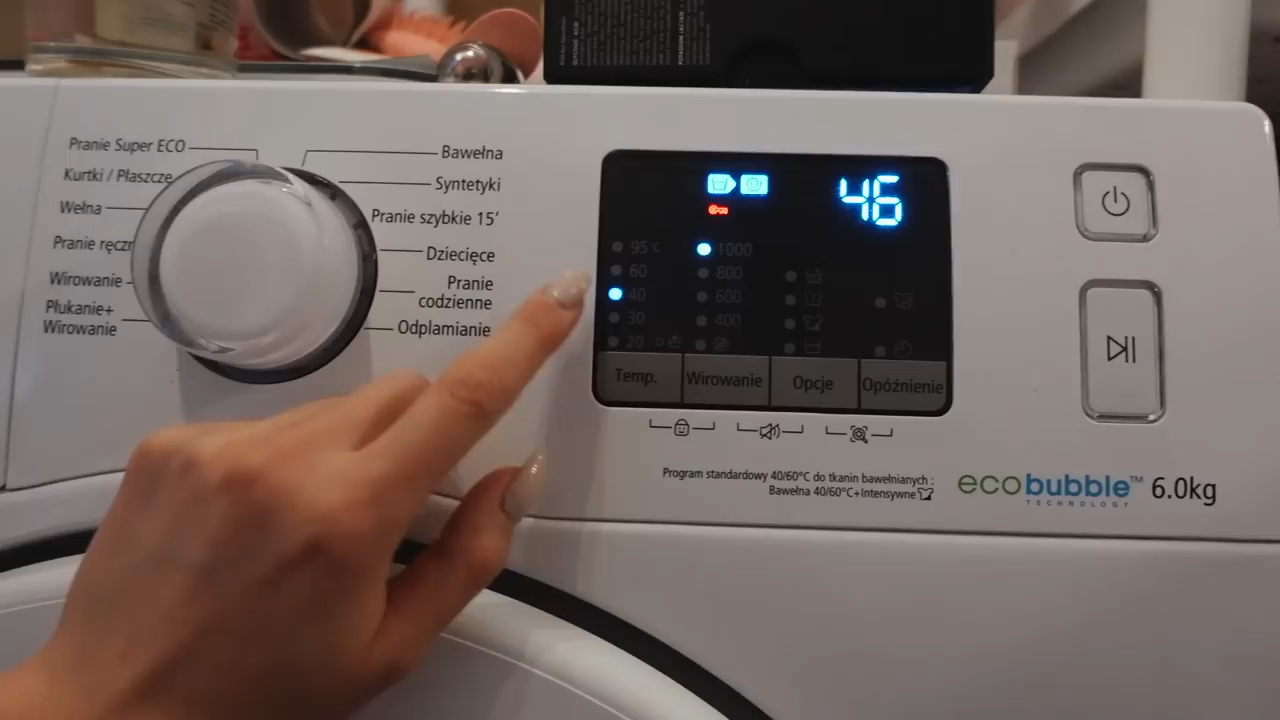 Pranie Super ECO
Kurtki / Płaszcze
Wełna
Pranie ręczn
Wirowanie
Płukanie+
Wirowanie
Bawełna
Syntetyki
Pranie szybkie 15'
Dziecięce
Pranie
codzienne
Odplamianie
46
95°C
60
40
30
20
1000
800
600
400
Temp.
Wirowanie
Opcje
Opóźnienie
Program standardowy 40/60°C do tkanin bawełnianych :
Bawełna 40/60°C+Intensywne
ecobubble™ 6.0kg
TECHNOLOGY